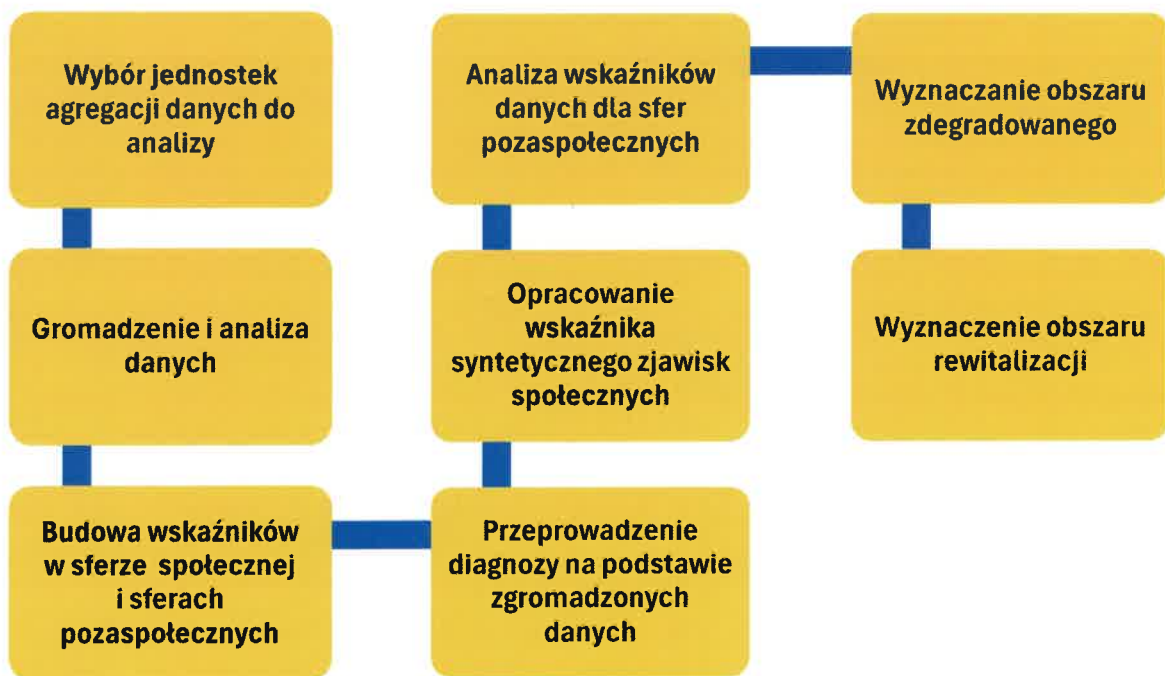 Wybór jednostek
agregacji danych do
analizy
Gromadzenie i analiza
danych
Budowa wskaźników
w sferze społecznej
i sferach
pozaspołecznych
Przeprowadzenie
diagnozy na podstawie
zgromadzonych
danych
Opracowanie
wskaźnika
syntetycznego zjawisk
społecznych
Analiza wskaźników
danych dla sfer
pozaspołecznych
Wyznaczanie obszaru
zdegradowanego
Wyznaczenie obszaru
rewitalizacji